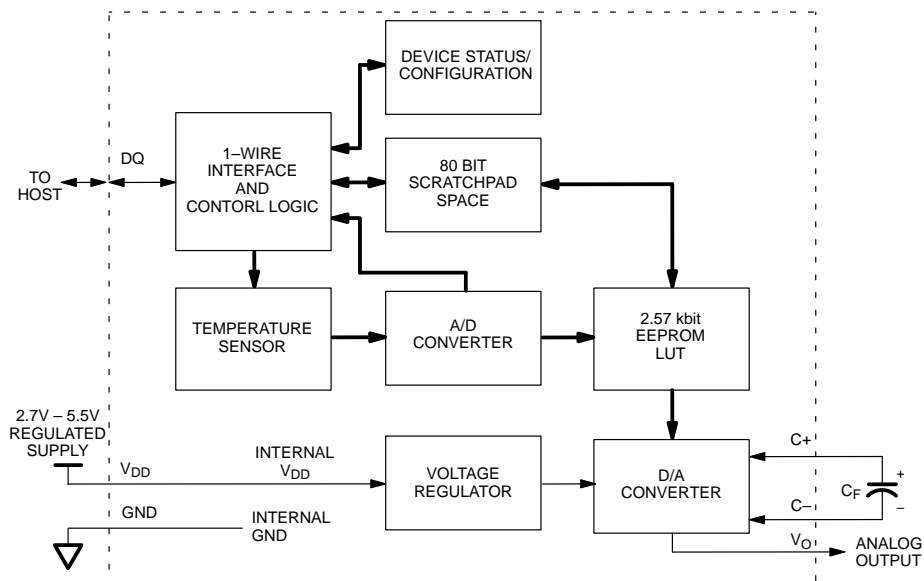 DEVICE STATUS/
CONFIGURATION
1–WIRE
INTERFACE
AND
CONTORL LOGIC
80 BIT
SCRATCHPAD
SPACE
DQ
TO
HOST
TEMPERATURE
SENSOR
A/D
CONVERTER
2.57 kbit
EEPROM
LUT
2.7V – 5.5V
REGULATED
SUPPLY
VDD
INTERNAL
VDD
VOLTAGE
REGULATOR
D/A
CONVERTER
C+
CF
+
–
C–
GND
INTERNAL
GND
VO
ANALOG
OUTPUT